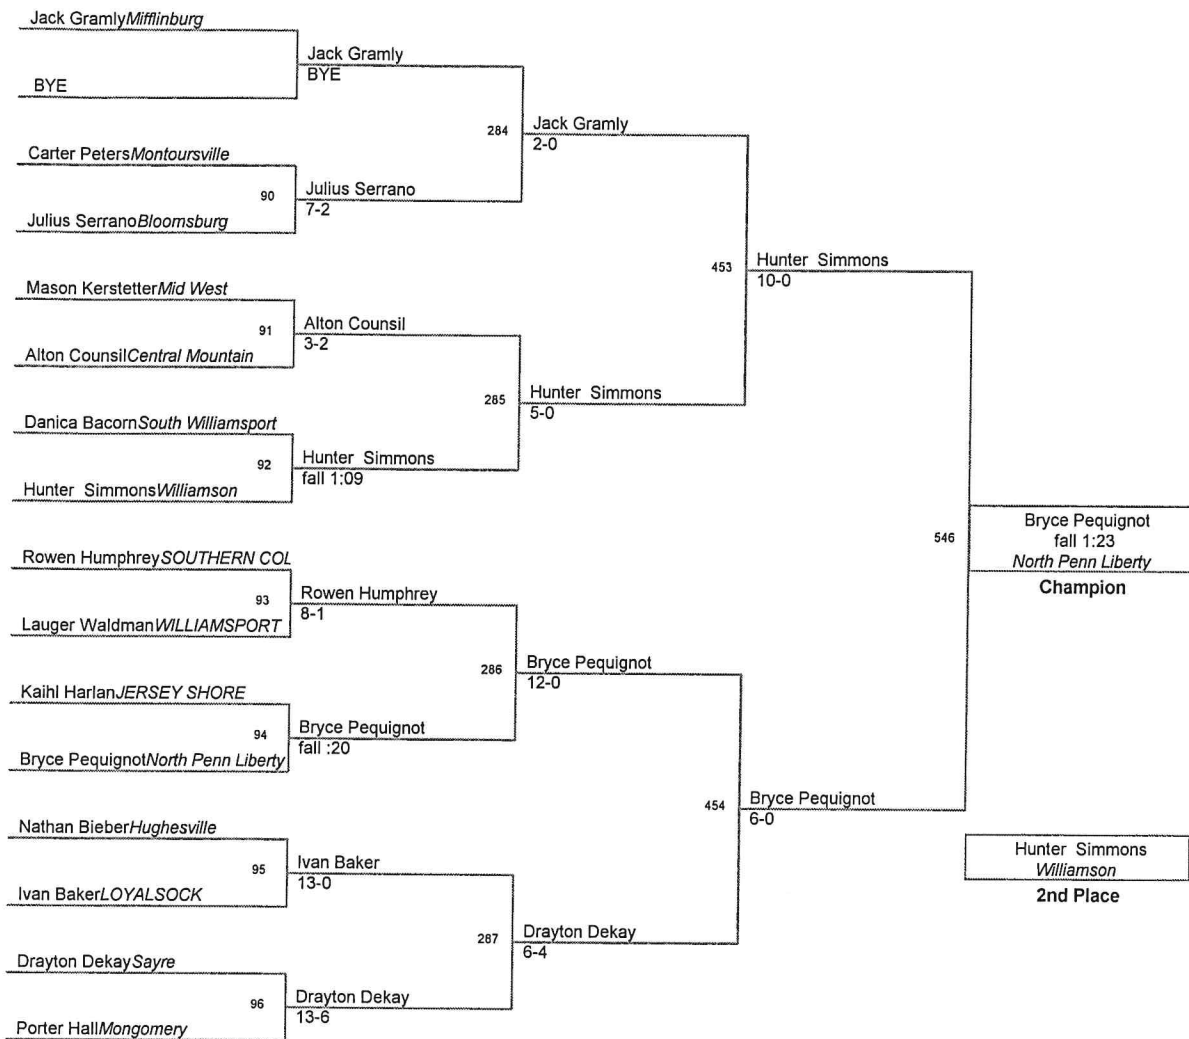 Jack GramlyMifflinburg
BYE
Carter PetersMontoursville
90
Julius SerranoBloomsburg
Mason KerstetterMid West
91
Alton CounsilCentral Mountain
Danica BacornSouth Williamsport
92
Hunter SimmonsWilliamson
Rowen HumphreySOUTHERN COL
93
Lauger WaldmanWILLIAMSPORT
Kaihl HarlanJERSEY SHORE
94
Bryce PequignotNorth Penn Liberty
Nathan BieberHughesville
95
Ivan BakerLOYALSOCK
Drayton DekaySayre
96
Porter HallMongomery
Jack Gramly
BYE
284
Julius Serrano
7-2
Alton Counsil
3-2
285
Hunter Simmons
fall 1:09
Rowen Humphrey
8-1
286
Bryce Pequignot
fall :20
Ivan Baker
13-0
287
Drayton Dekay
13-6
Jack Gramly
2-0
453
Hunter Simmons
5-0
Bryce Pequignot
12-0
454
Drayton Dekay
6-4
Hunter Simmons
10-0
546
Bryce Pequignot
6-0
Bryce Pequignot
fall 1:23
North Penn Liberty
Champion
Hunter Simmons
Williamson
2nd Place